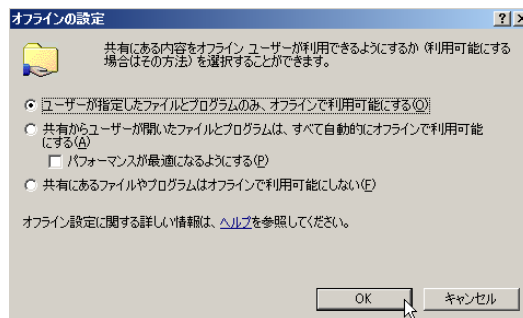 オフラインの設定
共有にある内容をオフライン ユーザーが利用できるようにするか (利用可能にする
場合はその方法) を選択することができます。
ユーザーが指定したファイルとプログラムのみ、オフラインで利用可能にする(O)
共有からユーザーが開いたファイルとプログラムは、すべて自動的にオフラインで利用可能
にする(A)
パフォーマンスが最適になるようにする(P)
共有にあるファイルやプログラムはオフラインで利用可能にしない(F)
オフライン設定に関する詳しい情報は、ヘルプを参照してください。
OK
キャンセル